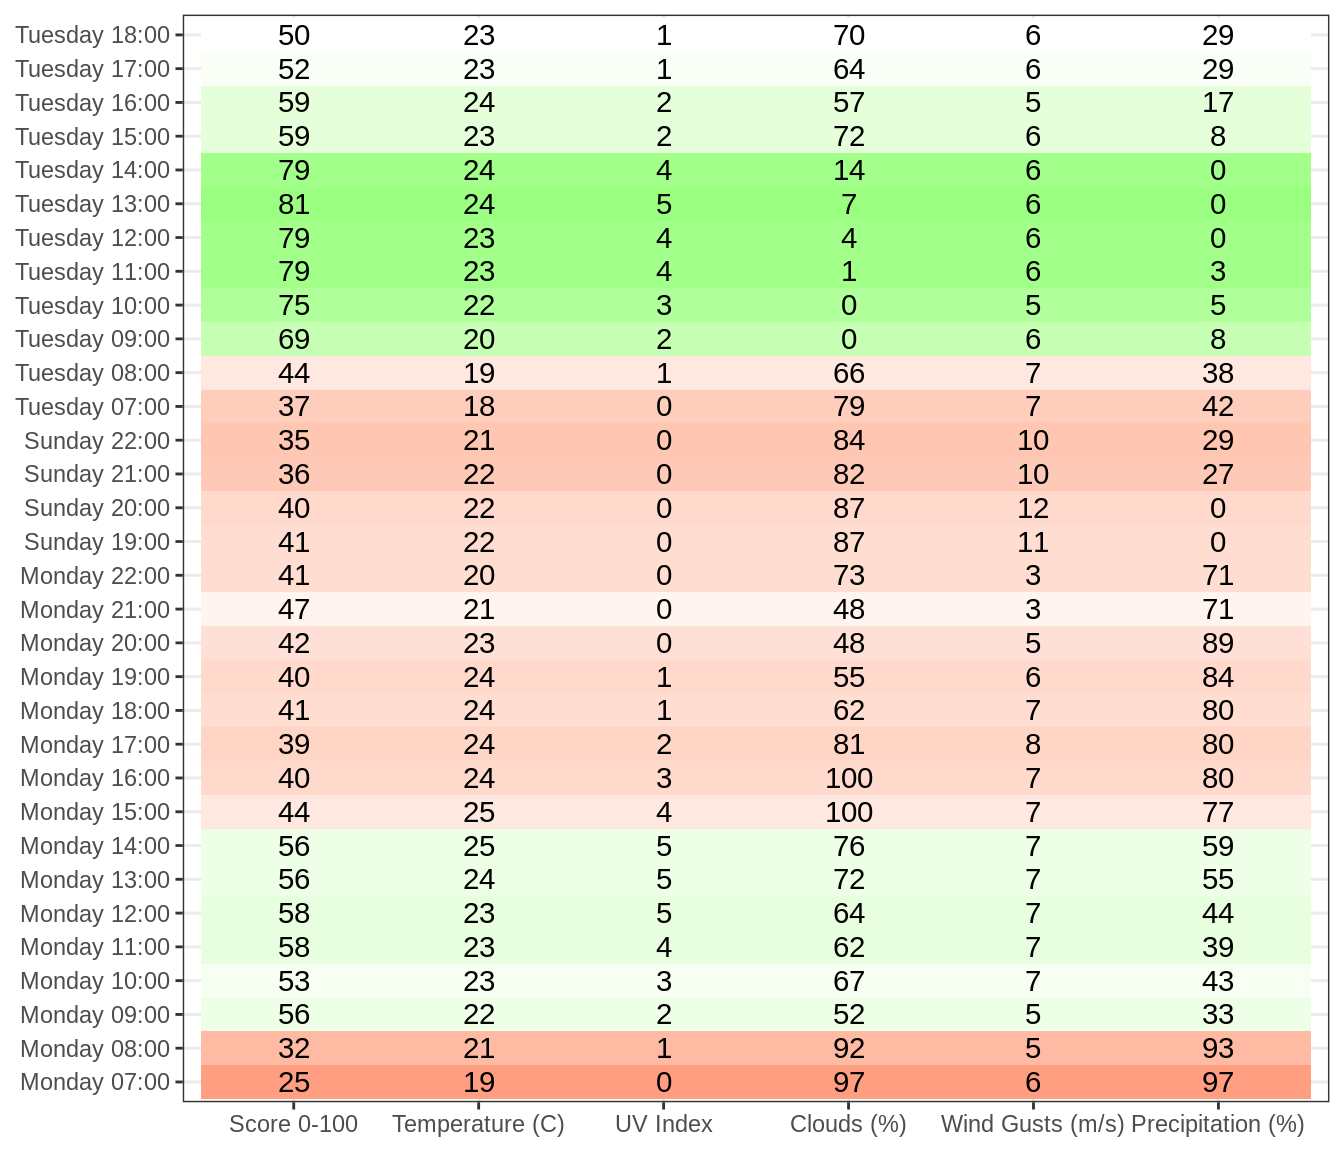 Tuesday 18:00 50 23 1 70 6 29
Tuesday 17:00 52 23 1 64 6 29
Tuesday 16:00 59 24 2 57 5 17
Tuesday 15:00 59 23 2 72 6 8
Tuesday 14:00 79 24 4 14 6 0
Tuesday 13:00 81 24 5 7 6 0
Tuesday 12:00 79 23 4 4 6 0
Tuesday 11:00 79 23 4 1 6 3
Tuesday 10:00 75 22 3 0 5 5
Tuesday 09:00 69 20 2 0 6 8
Tuesday 08:00 44 19 1 66 7 38
Tuesday 07:00 37 18 0 79 7 42
Sunday 22:00 35 21 0 84 10 29
Sunday 21:00 36 22 0 82 10 27
Sunday 20:00 40 22 0 87 12 0
Sunday 19:00 41 22 0 87 11 0
Monday 22:00 41 20 0 73 3 71
Monday 21:00 47 21 0 48 3 71
Monday 20:00 42 23 0 48 5 89
Monday 19:00 40 24 1 55 6 84
Monday 18:00 41 24 1 62 7 80
Monday 17:00 39 24 2 81 8 80
Monday 16:00 40 24 3 100 7 80
Monday 15:00 44 25 4 100 7 77
Monday 14:00 56 25 5 76 7 59
Monday 13:00 56 24 5 72 7 55
Monday 12:00 58 23 5 64 7 44
Monday 11:00 58 23 4 62 7 39
Monday 10:00 53 23 3 67 7 43
Monday 09:00 56 22 2 52 5 33
Monday 08:00 32 21 1 92 5 93
Monday 07:00 25 19 0 97 6 97
Score 0-100 Temperature (C) UV Index Clouds (%) Wind Gusts (m/s) Precipitation (%)